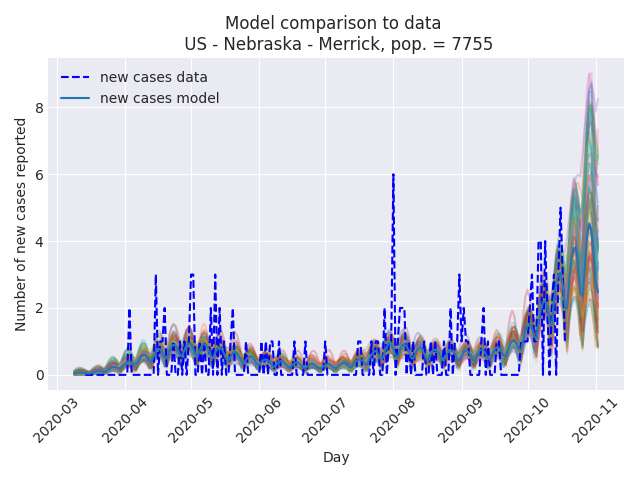 Model comparison to data
US - Nebraska - Merrick, pop. = 7755
new cases data
new cases model
Number of new cases reported
8
6
4
2
0
2020-03
2020-04
2020-05
2020-06
2020-07
2020-08
2020-09
2020-10
2020-11
Day